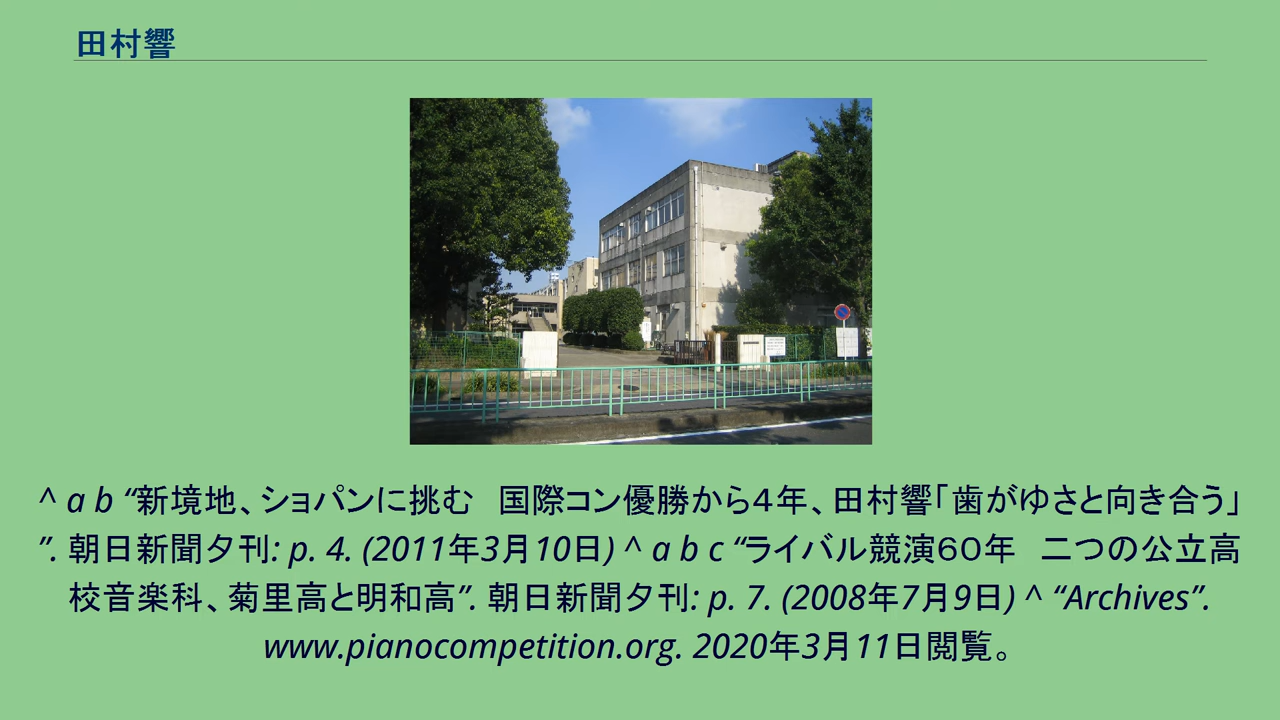 田村響
^ a b “新境地、ショパンに挑む　国際コン優勝から４年、田村響「歯がゆさと向き合う」
”. 朝日新聞夕刊: p. 4. (2011年3月10日) ^ a b c “ライバル競演６０年　二つの公立高
校音楽科、菊里高と明和高”. 朝日新聞夕刊: p. 7. (2008年7月9日) ^ “Archives”.
www.pianocompetition.org. 2020年3月11日閲覧。